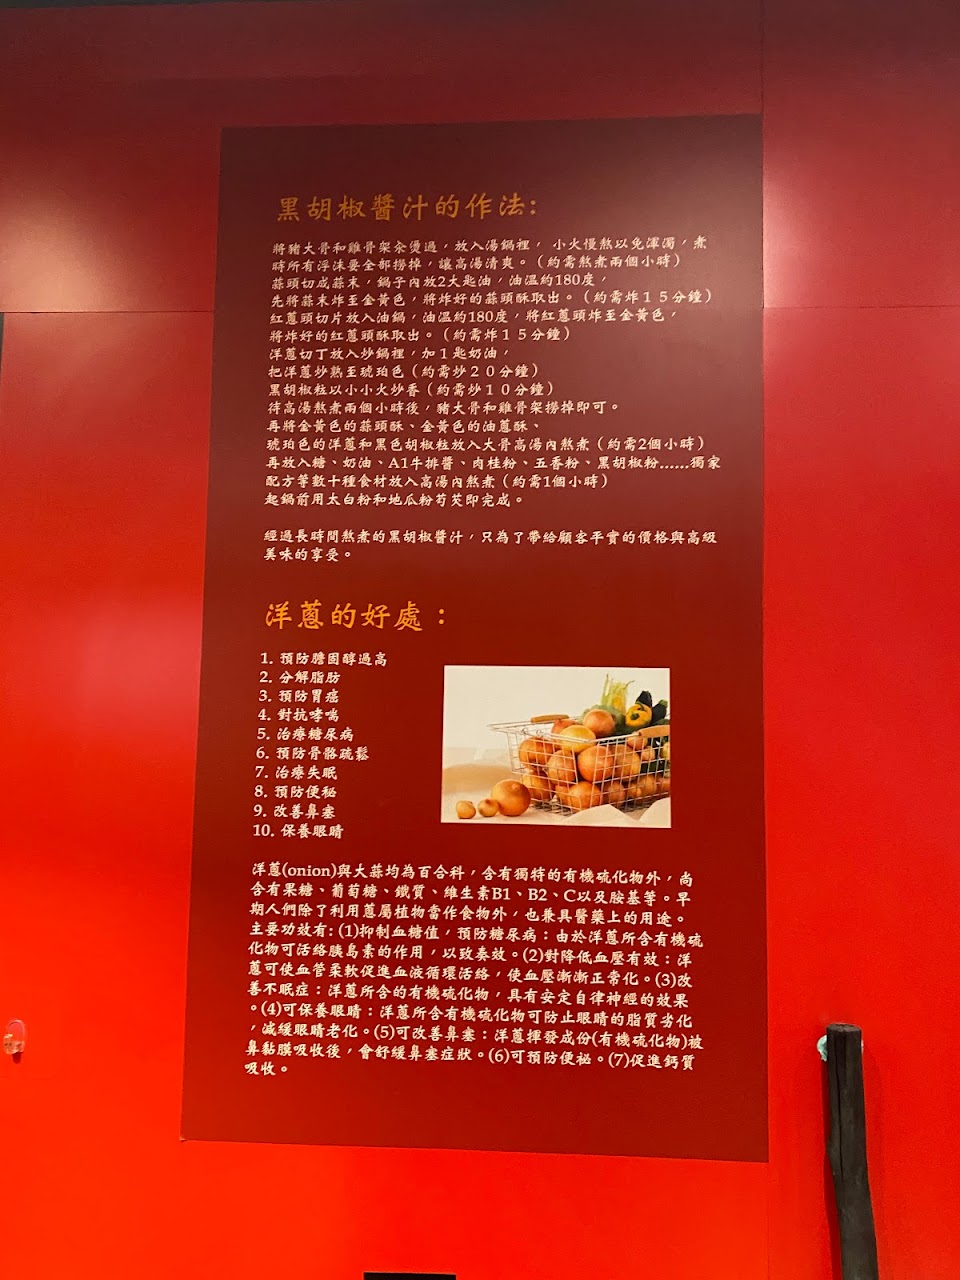 黑胡椒醬汁的作法:
將豬大骨和雞骨架汆燙過，放入湯鍋裡， 小火慢熬以免渾濁，煮
時所有浮沫要全部撈掉，讓高湯清爽。（約需熬煮兩個小時）
蒜頭切成蒜末，鍋子內放2大匙油，油溫約180度，
先將蒜末炸至金黃色，將炸好的蒜頭酥取出。（約需炸１５分鐘）
紅蔥頭切片放入油鍋，油溫約180度，將紅蔥頭炸至金黃色，
將炸好的紅蔥頭酥取出。（約需炸１５分鐘）
洋蔥切丁放入炒鍋裡，加１匙奶油，
把洋蔥炒熟至琥珀色（約需炒２０分鐘）
黑胡椒粒以小小火炒香（約需炒１０分鐘）
待高湯熬煮兩個小時後，豬大骨和雞骨架撈掉即可。
再將金黃色的蒜頭酥、金黃色的油蔥酥、
琥珀色的洋蔥和黑色胡椒粒放入大骨高湯內熬煮（約需2個小時）
再放入糖、奶油、A1牛排醬、肉桂粉、五香粉、黑胡椒粉......獨家
配方等數十種食材放入高湯內熬煮（約需1個小時）
起鍋前用太白粉和地瓜粉芶芡即完成。
經過長時間熬煮的黑胡椒醬汁，只為了帶給顧客平實的價格與高級
美味的享受。
洋蔥的好處：
1. 預防膽固醇過高
2. 分解脂肪
3. 預防胃癌
4. 對抗哮喘
5. 治療糖尿病
6. 預防骨骼疏鬆
7. 治療失眠
8. 預防便祕
9. 改善鼻塞
10. 保養眼睛
洋蔥(onion)與大蒜均為百合科，含有獨特的有機硫化物外，尚
含有果糖、葡萄糖、鐵質、維生素B1、B2、C以及胺基等。早
期人們除了利用蔥屬植物當作食物外，也兼具醫藥上的用途。
主要功效有: (1)抑制血糖值，預防糖尿病：由於洋蔥所含有機硫
化物可活絡胰島素的作用，以致奏效。(2)對降低血壓有效：洋
蔥可使血管柔軟促進血液循環活絡，使血壓漸漸正常化。(3)改
善不眠症：洋蔥所含的有機硫化物，具有安定自律神經的效果
。(4)可保養眼睛：洋蔥所含有機硫化物可防止眼睛的脂質劣化
，減緩眼睛老化。(5)可改善鼻塞：洋蔥揮發成份(有機硫化物)被
鼻黏膜吸收後，會舒緩鼻塞症狀。(6)可預防便祕。(7)促進鈣質
吸收。